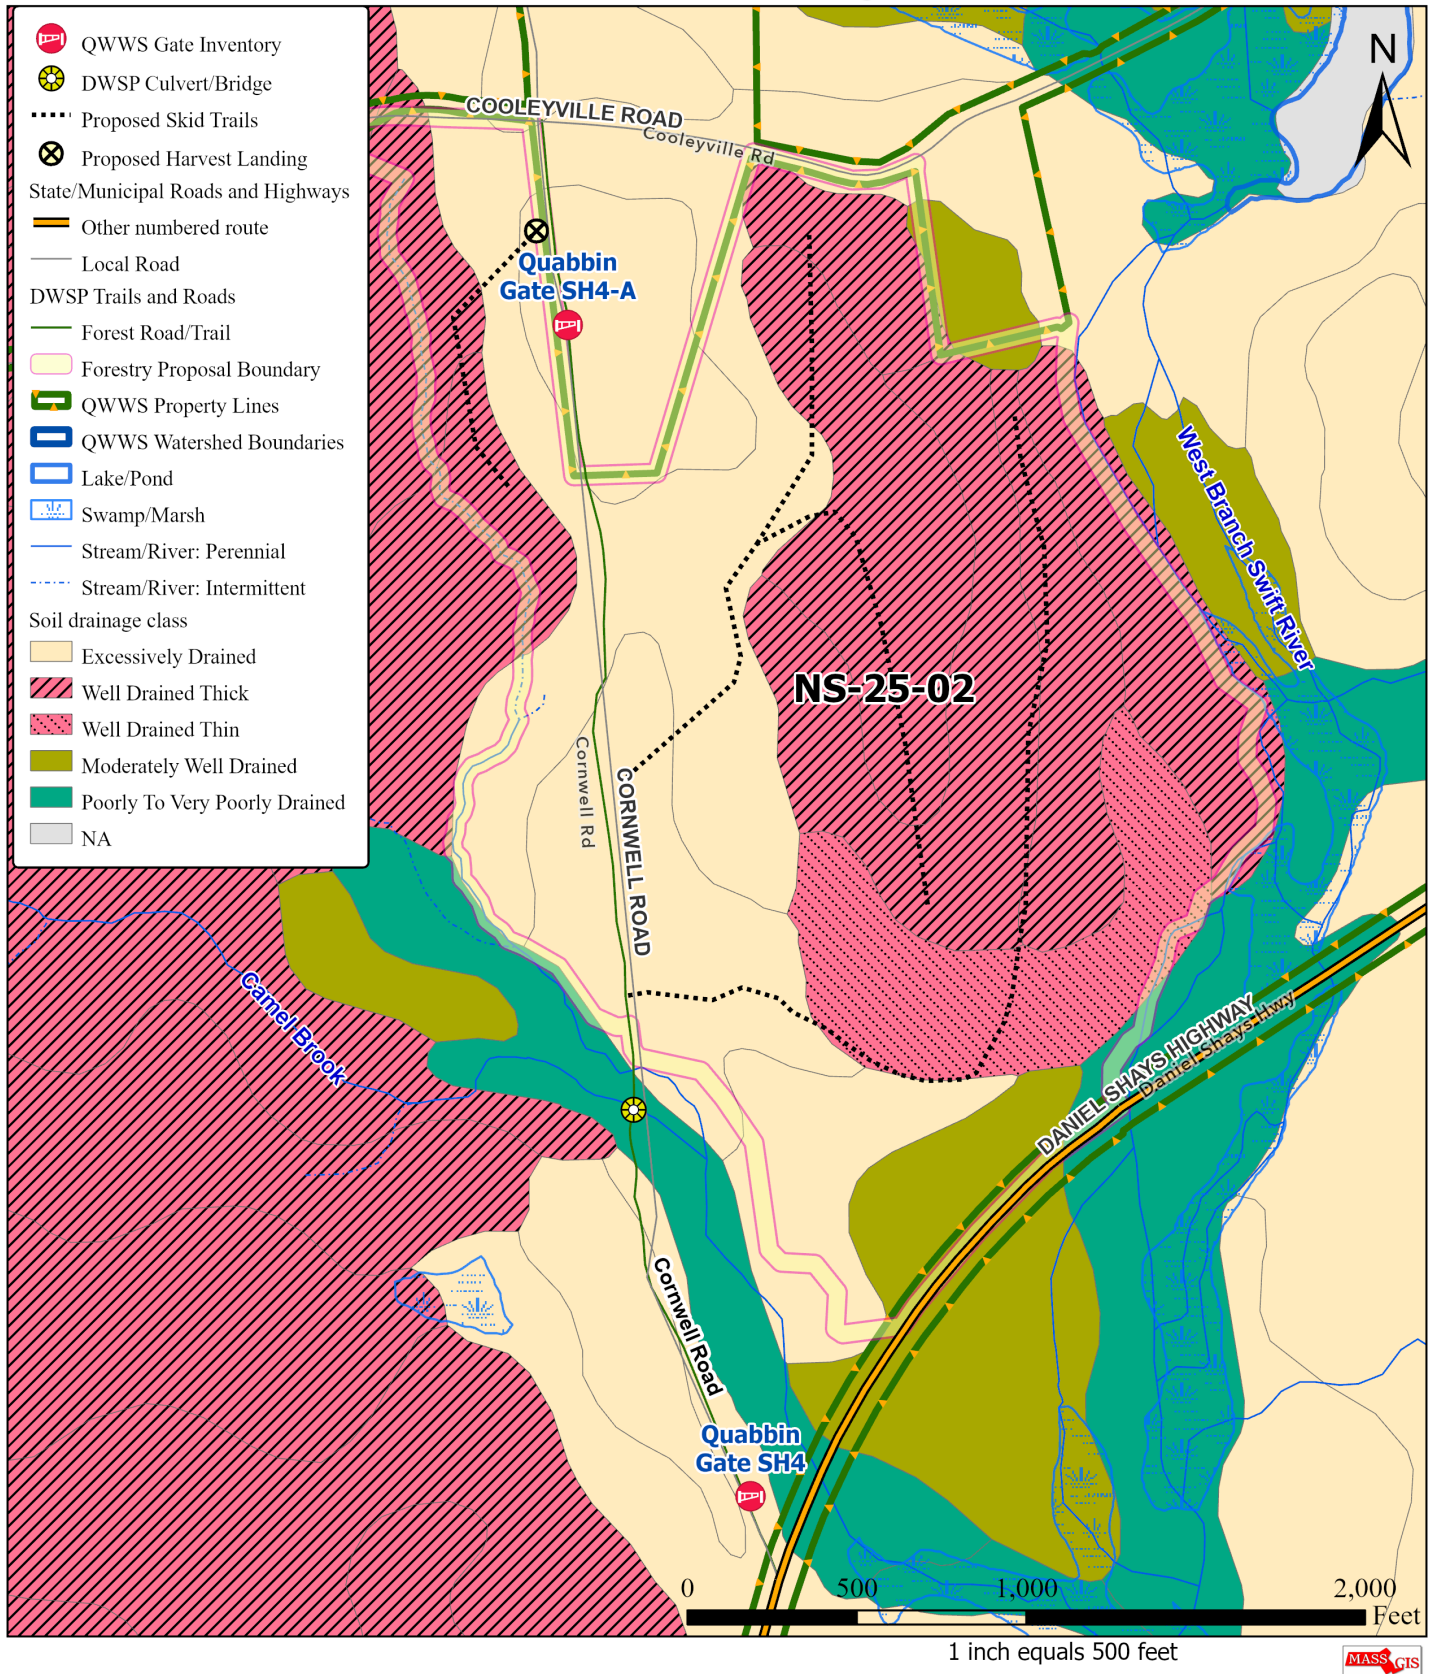 QWWS Gate Inventory
DWSP Culvert/Bridge
Proposed Skid Trails
Proposed Harvest Landing
State/Municipal Roads and Highways
Other numbered route
Local Road
DWSP Trails and Roads
Forest Road/Trail
Forestry Proposal Boundary
QWWS Property Lines
QWWS Watershed Boundaries
Lake/Pond
Swamp/Marsh
Stream/River: Perennial
Stream/River: Intermittent
Soil drainage class
Excessively Drained
Well Drained Thick
Well Drained Thin
Moderately Well Drained
Poorly To Very Poorly Drained
NA
N
COOLEYVILLE ROAD
Cooleyville Rd
Quabbin
Gate SH4-A
West Branch Swift River
NS-25-02
Cornwell Rd
CORNWELL ROAD
Camel Brook
DANIEL SHAYS HIGHWAY
Daniel Shays Hwy
Cornwell Road
Quabbin
Gate SH4
0 500 1,000 2,000
Feet
1 inch equals 500 feet
MASSGIS